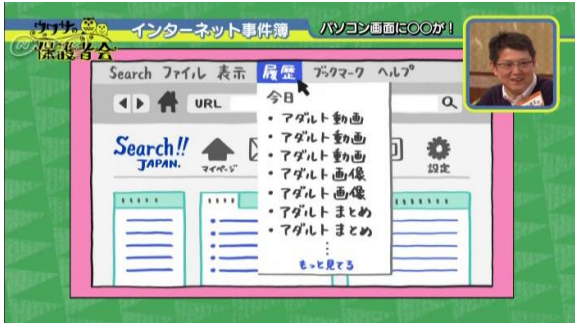 ウワサの保護者会
インターネット事件簿
パソコン画面に〇〇が!
Search ファイル 表示 履歴 ブックマーク ヘルプ
URL
今日
・アダルト動画
・アダルト動画
・アダルト動画
・アダルト画像
・アダルト画像
・アダルトまとめ
・アダルトまとめ
もっと見てる
Search!!
JAPAN.
マイページ
設定